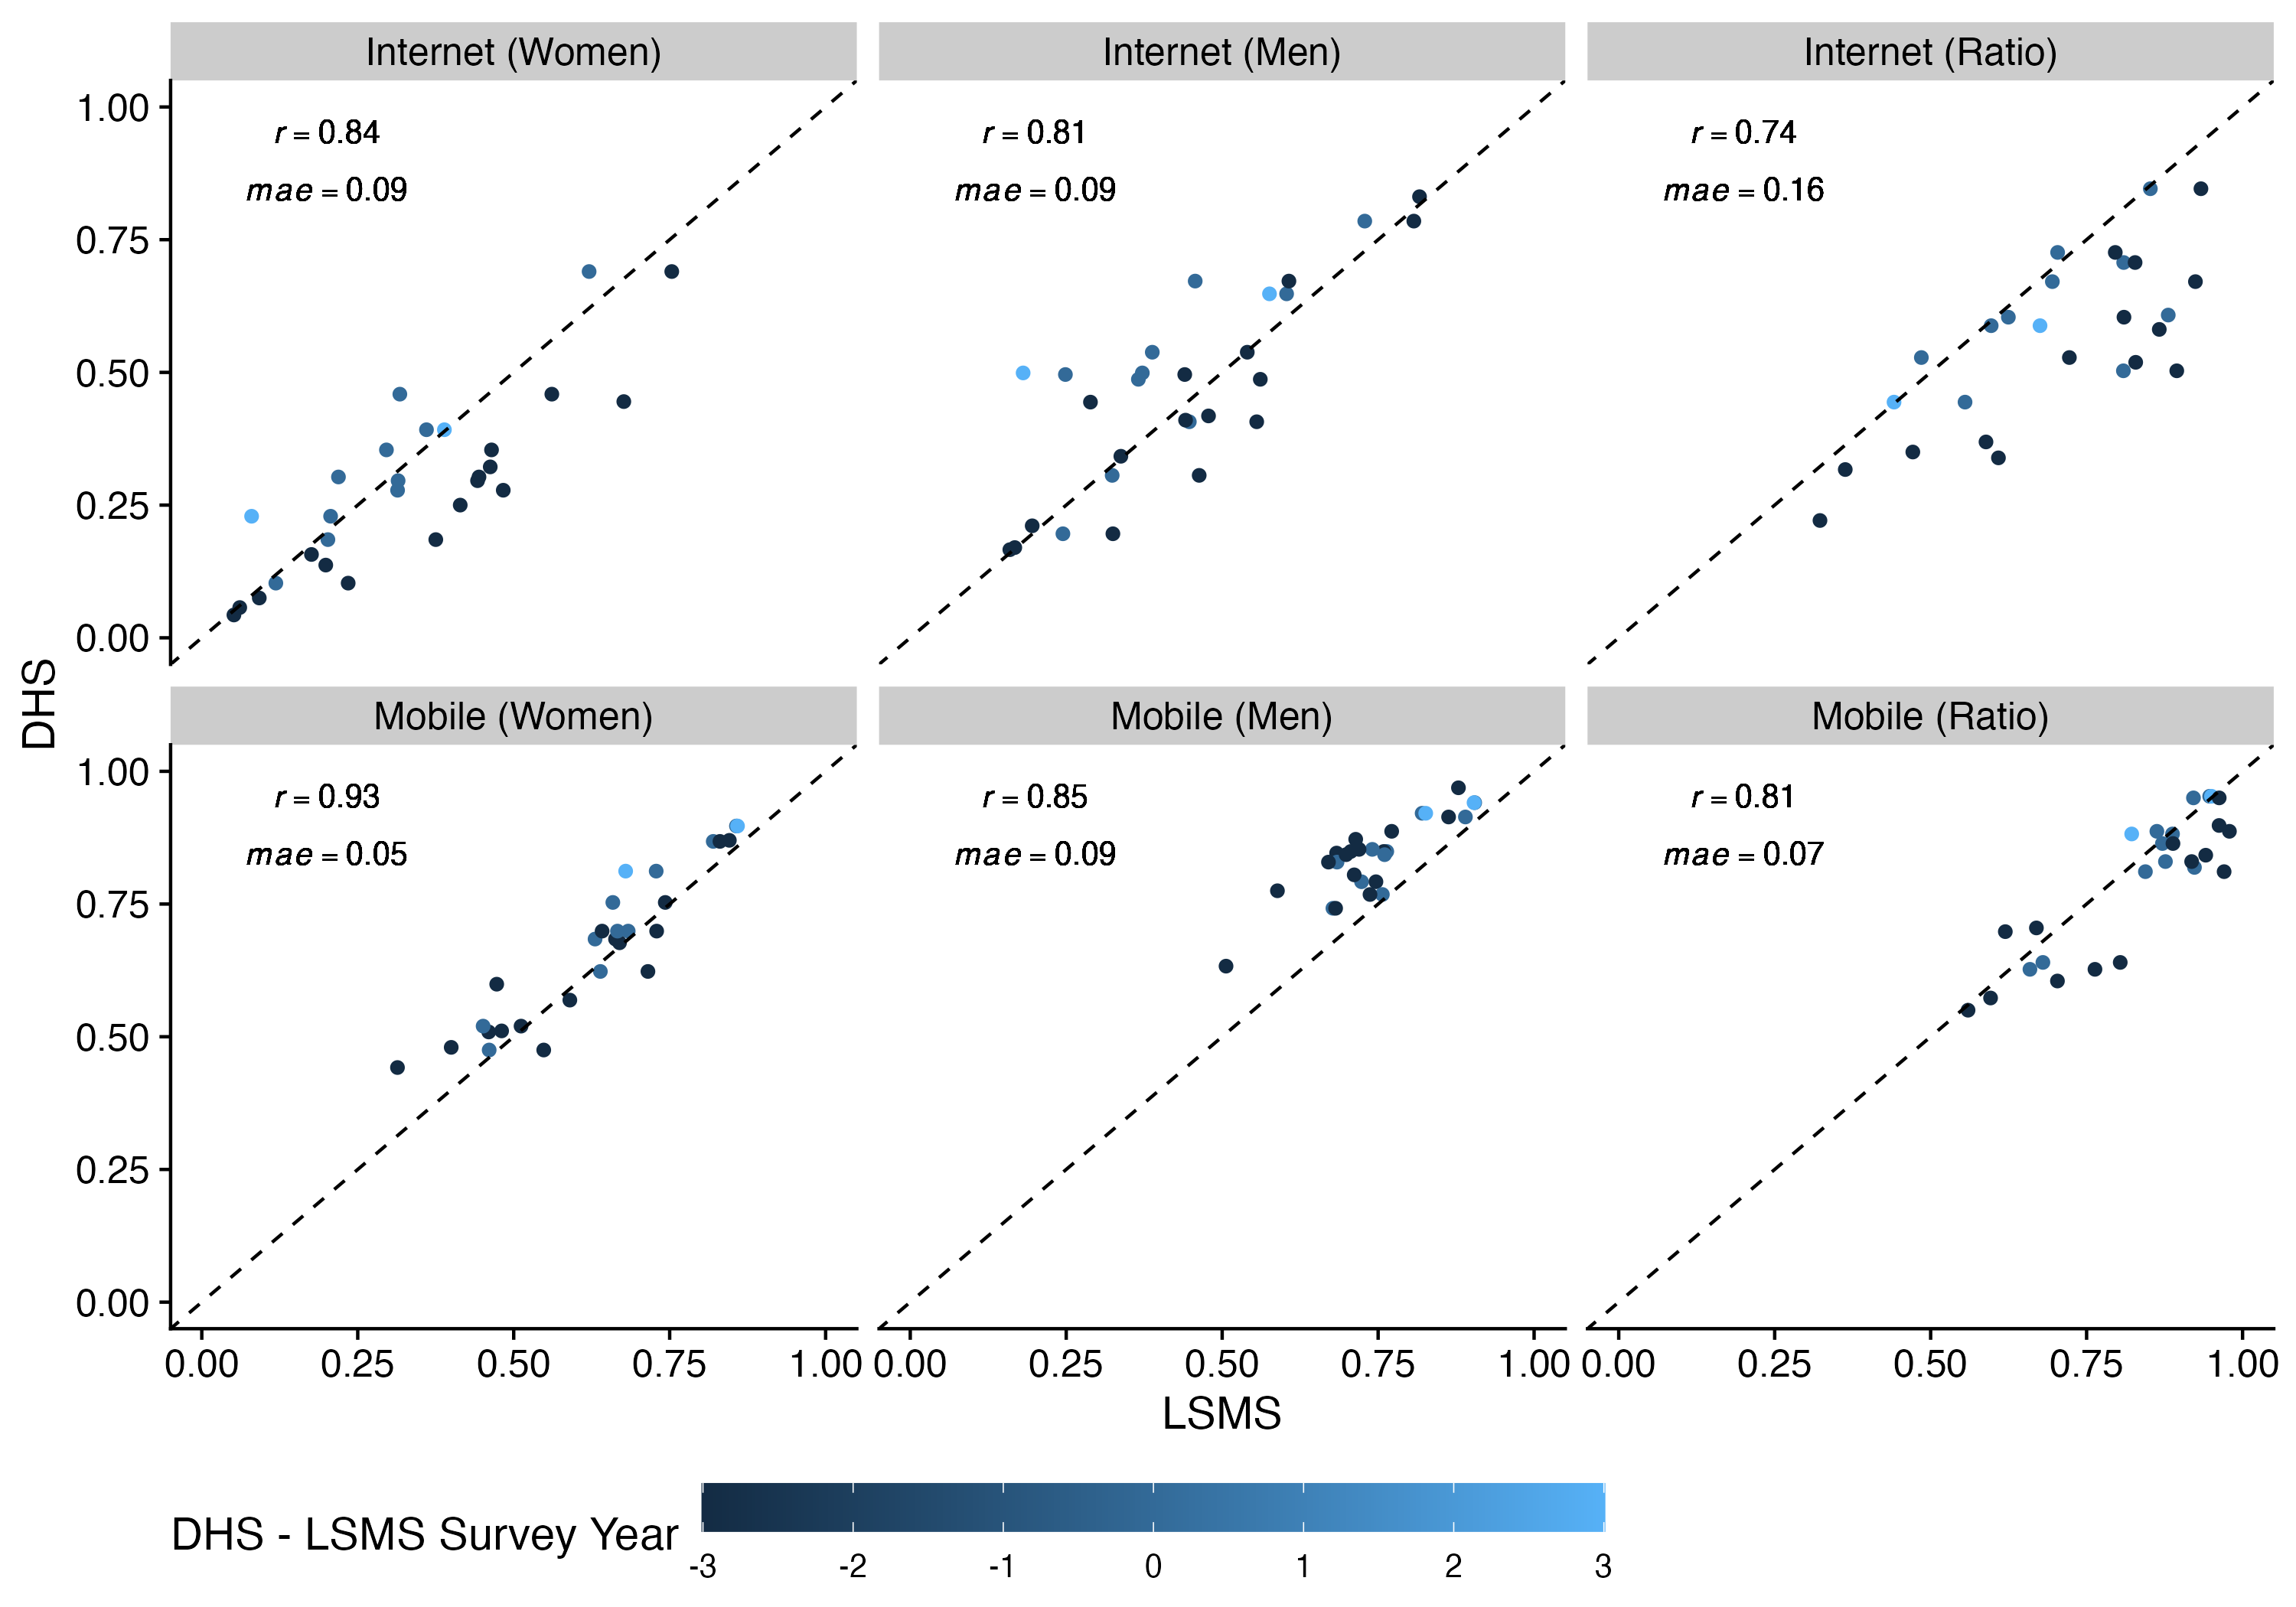 Internet (Women)
Internet (Men)
Internet (Ratio)
1.00
0.75
0.50
0.25
0.00
r = 0.84
mae = 0.09
r = 0.81
mae = 0.09
r = 0.74
mae = 0.16
DHS
Mobile (Women)
Mobile (Men)
Mobile (Ratio)
1.00
0.75
0.50
0.25
0.00
r = 0.93
mae = 0.05
r = 0.85
mae = 0.09
r = 0.81
mae = 0.07
0.00 0.25 0.50 0.75 1.00
0.00 0.25 0.50 0.75 1.00
0.00 0.25 0.50 0.75 1.00
LSMS
DHS - LSMS Survey Year
-3 -2 -1 0 1 2 3